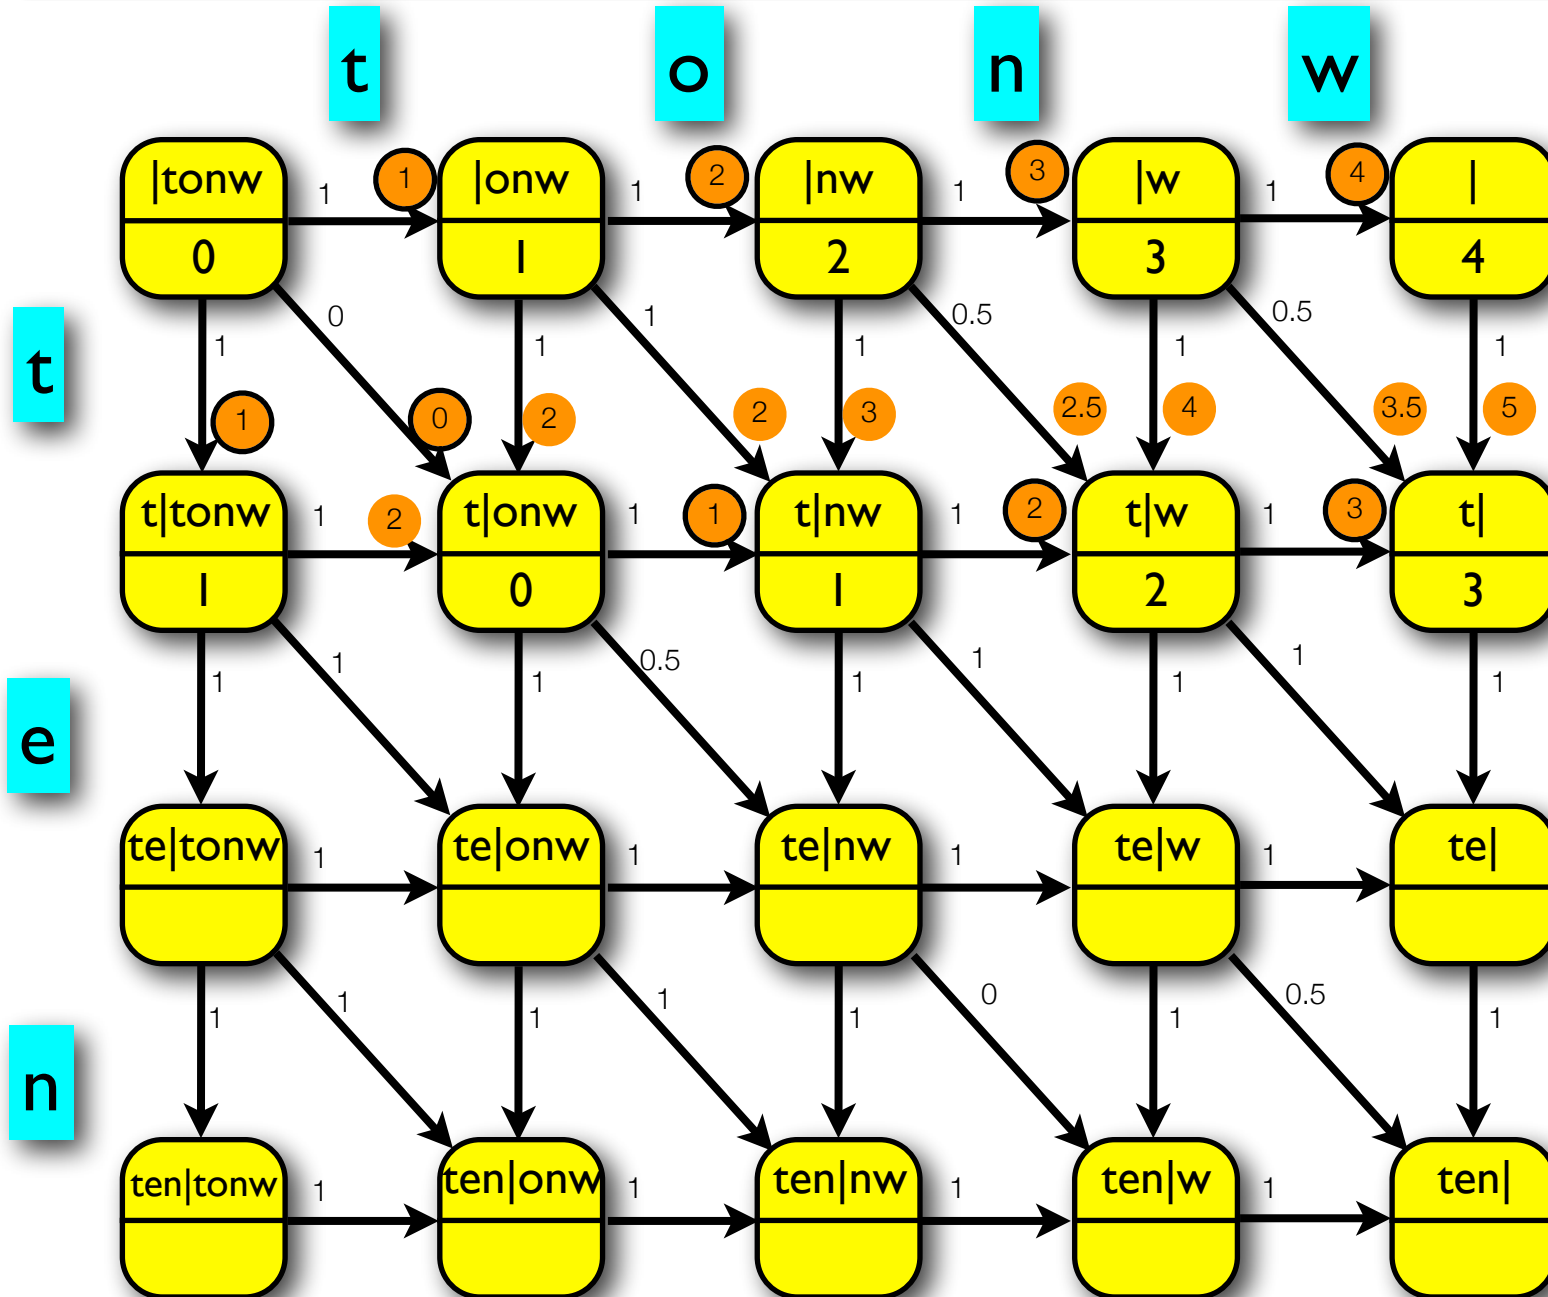 t o n w
|tonw 1 1 |onw 1 2 |nw 1 3 |w 1 4 |
0 1 2 3 4
0 1 0.5 0.5
t 1 1 1 1 1
1 0 2 2 3 2.5 4 3.5 5
t|tonw 1 2 t|onw 1 1 t|nw 1 2 t|w 1 3 t|
1 0 1 2 3
1 0.5 1 1
e 1 1 1 1 1
te|tonw 1 te|onw 1 te|nw 1 te|w 1 te|
1 1 0 0.5
n 1 1 1 1 1
ten|tonw 1 ten|onw 1 ten|nw 1 ten|w 1 ten|